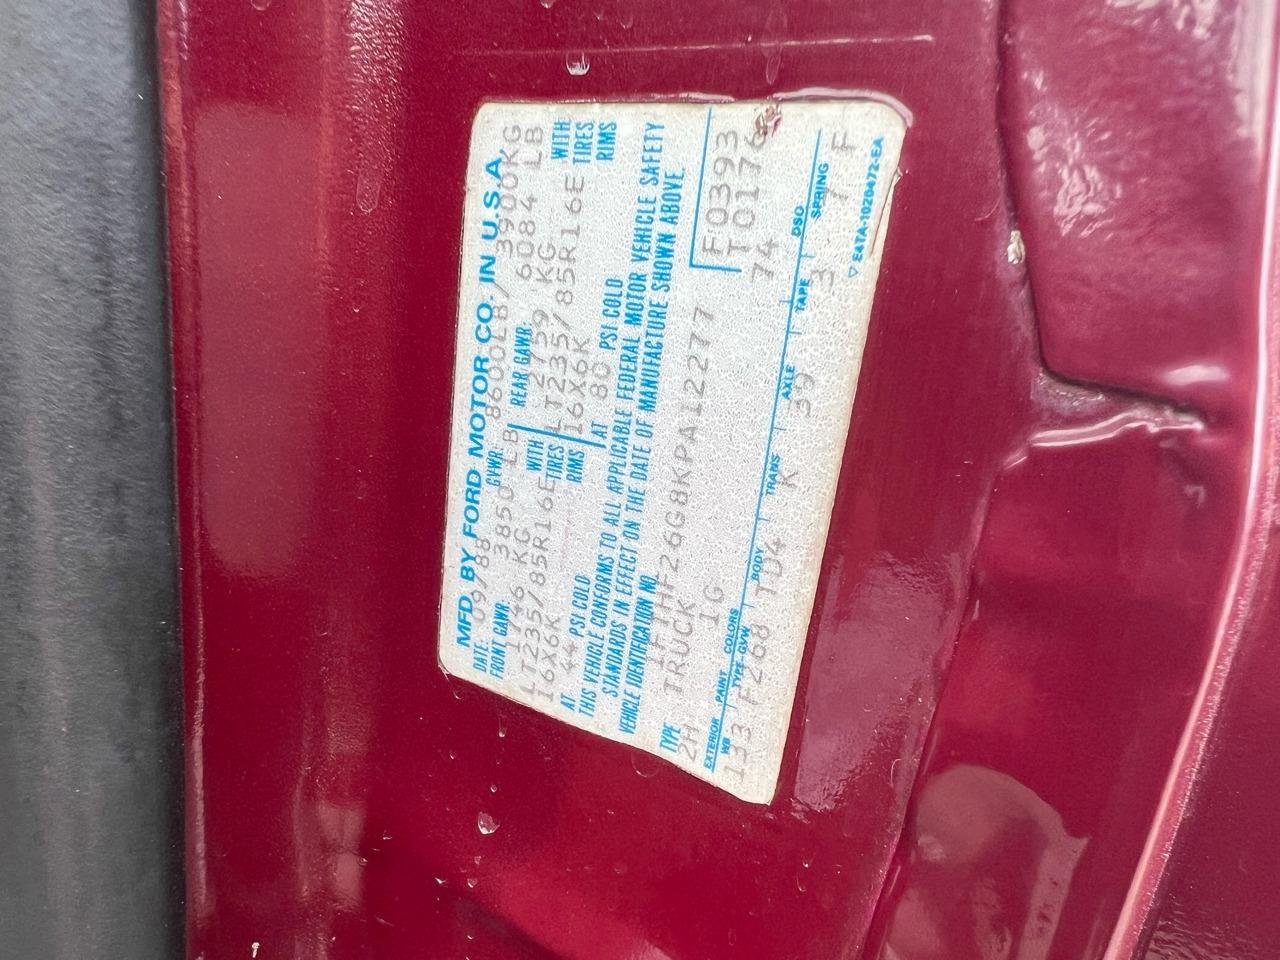 MFD. BY FORD MOTOR CO. IN U.S.A.
DATE: 09/88 GVWR: 8600LB/ 3900KG
FRONT GAWR: 3850 LB REAR GAWR: 6084 LB
1746 KG WITH 2759 KG WITH
LT235/85R16E TIRES LT235/85R16E TIRES
16X6K RIMS 16X6K RIMS
AT 44 PSI COLD AT 80 PSI COLD
THIS VEHICLE CONFORMS TO ALL APPLICABLE FEDERAL MOTOR VEHICLE SAFETY
STANDARDS IN EFFECT ON THE DATE OF MANUFACTURE SHOWN ABOVE.
VEHICLE IDENTIFICATION NO.
1FTHF26G8KPA12277
TYPE TRUCK F0393
2H 1G T0176
74
EXTERIOR PAINT COLORS DSO
WB TYPE-GVW BODY TRANS AXLE TAPE SPRING
133 F268 TD4 K 39 3 7 F
▽ E4TA-1020472-EA